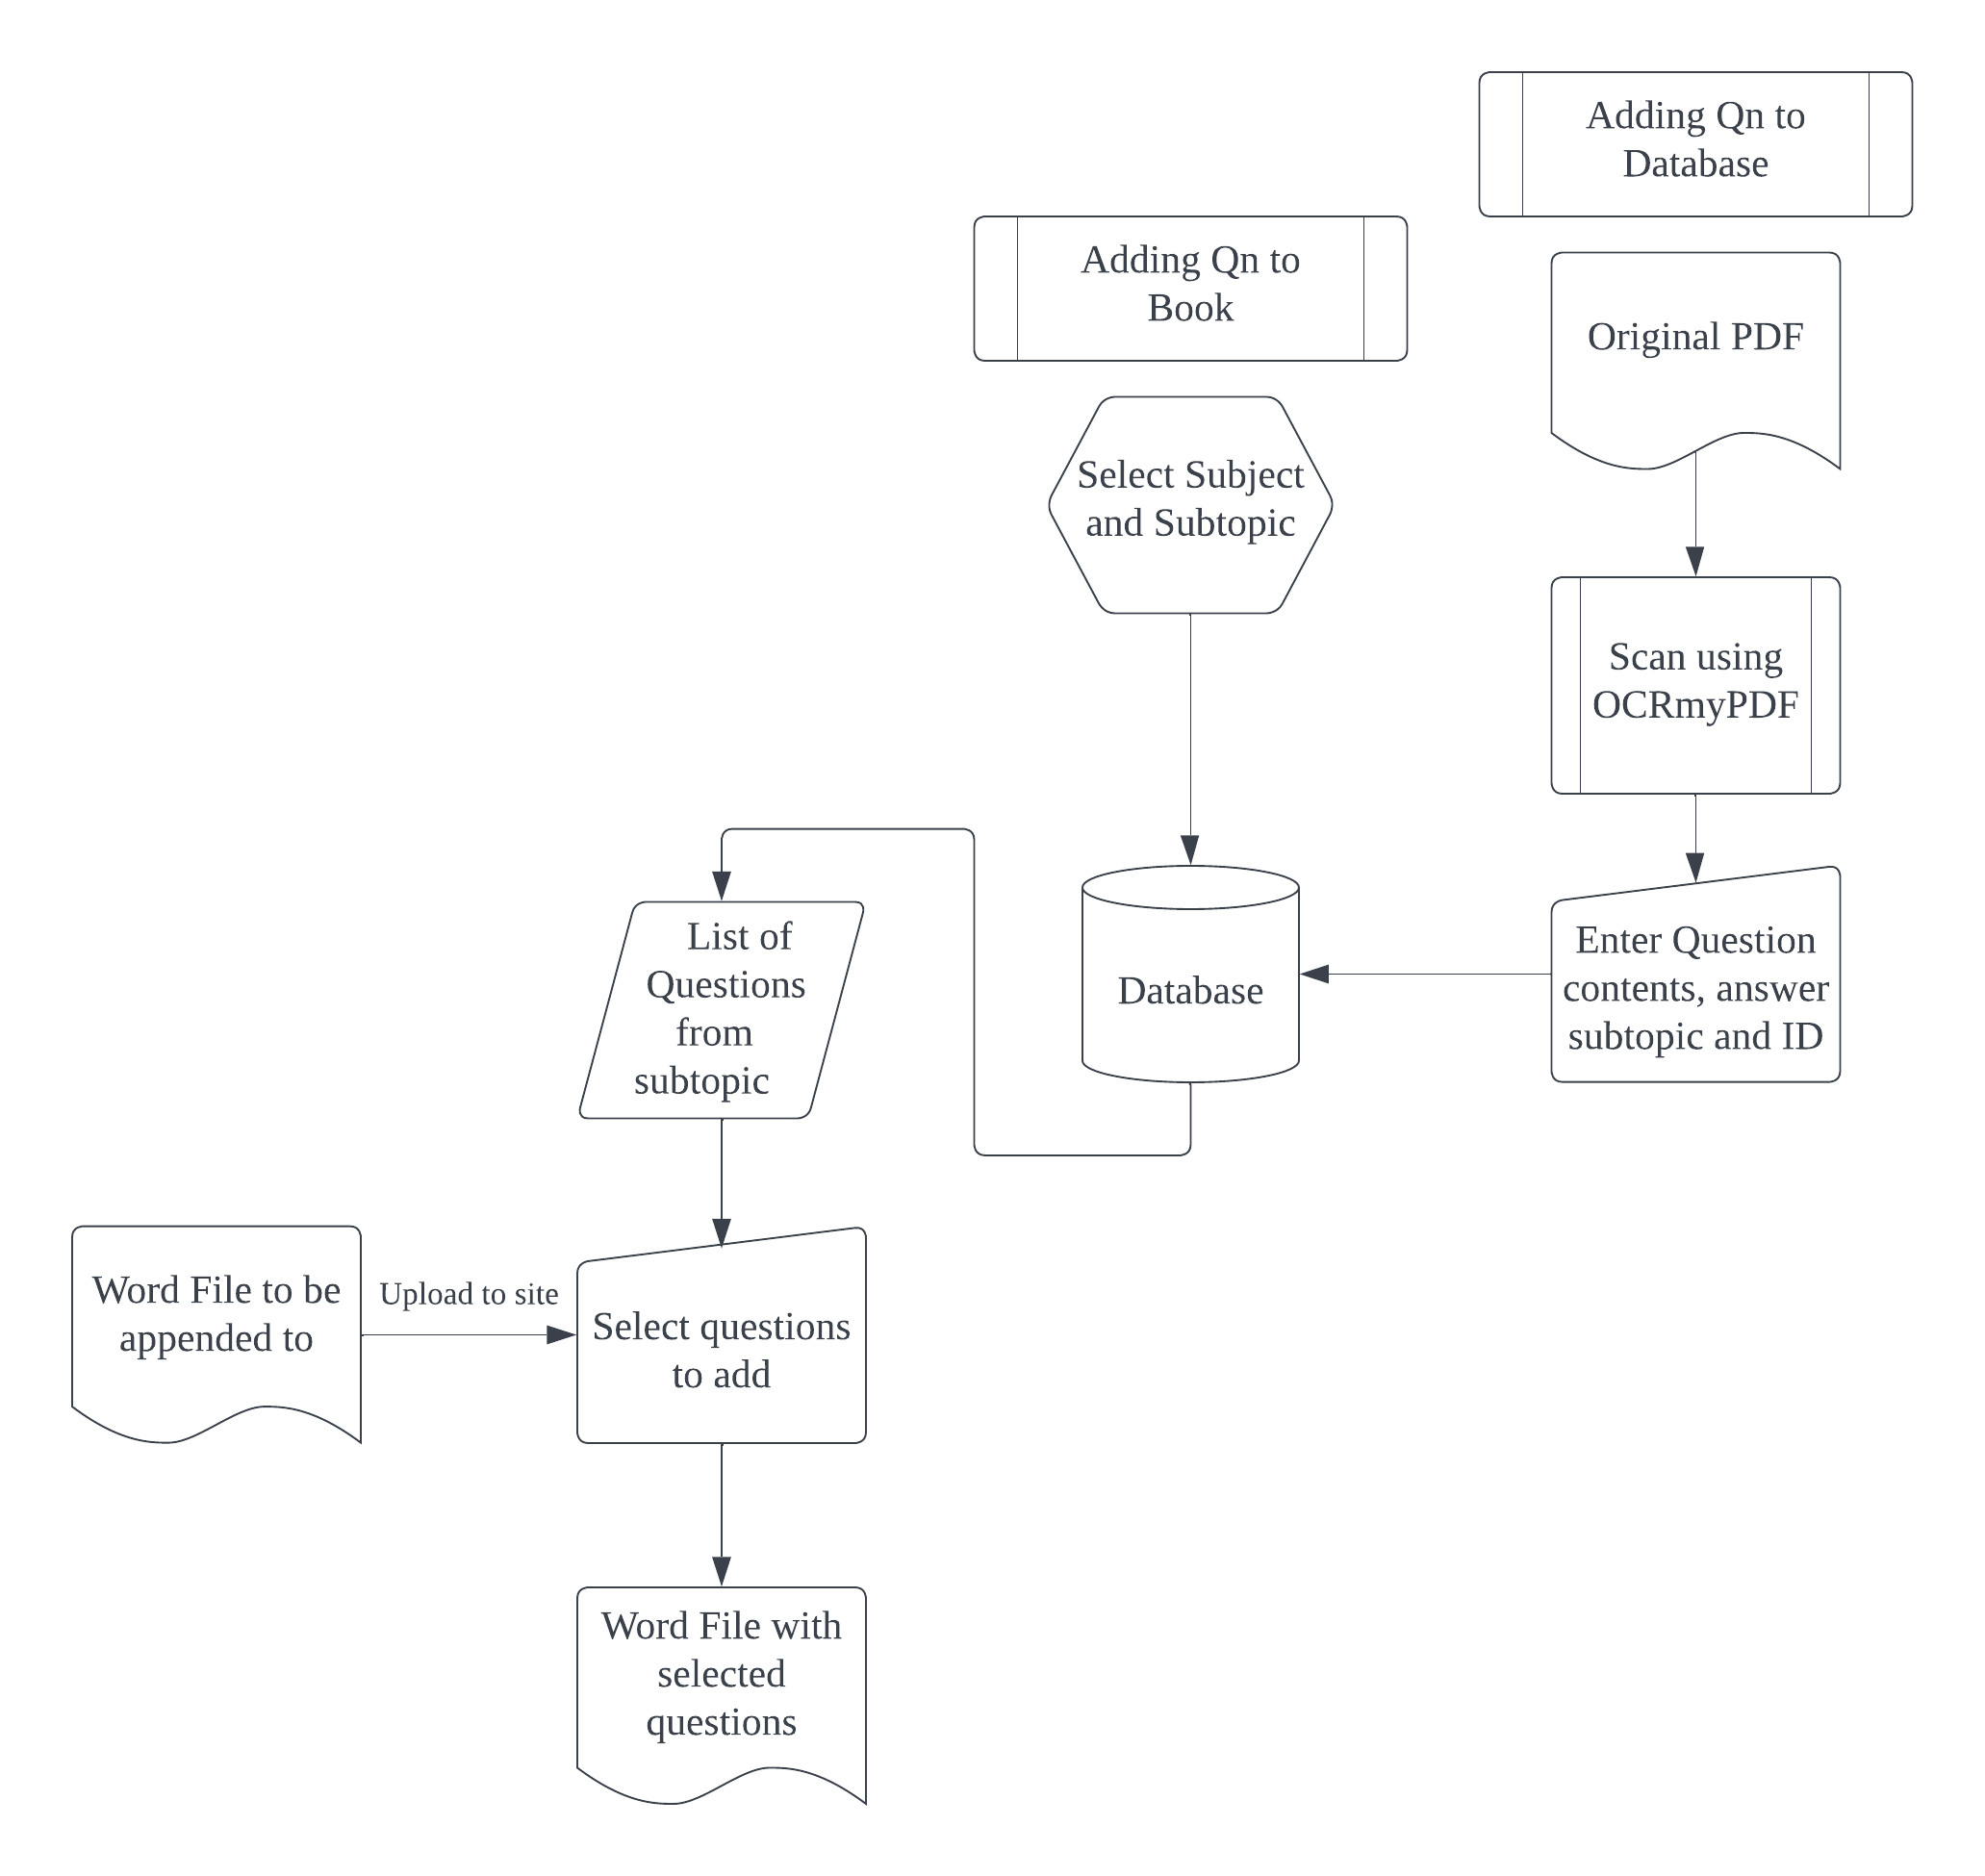 Adding Qn to
Database
Adding Qn to
Book
Original PDF
Select Subject
and Subtopic
Scan using
OCRmyPDF
List of
Questions
from
subtopic
Database
Enter Question
contents, answer
subtopic and ID
Word File to be
appended to
Upload to site
Select questions
to add
Word File with
selected
questions